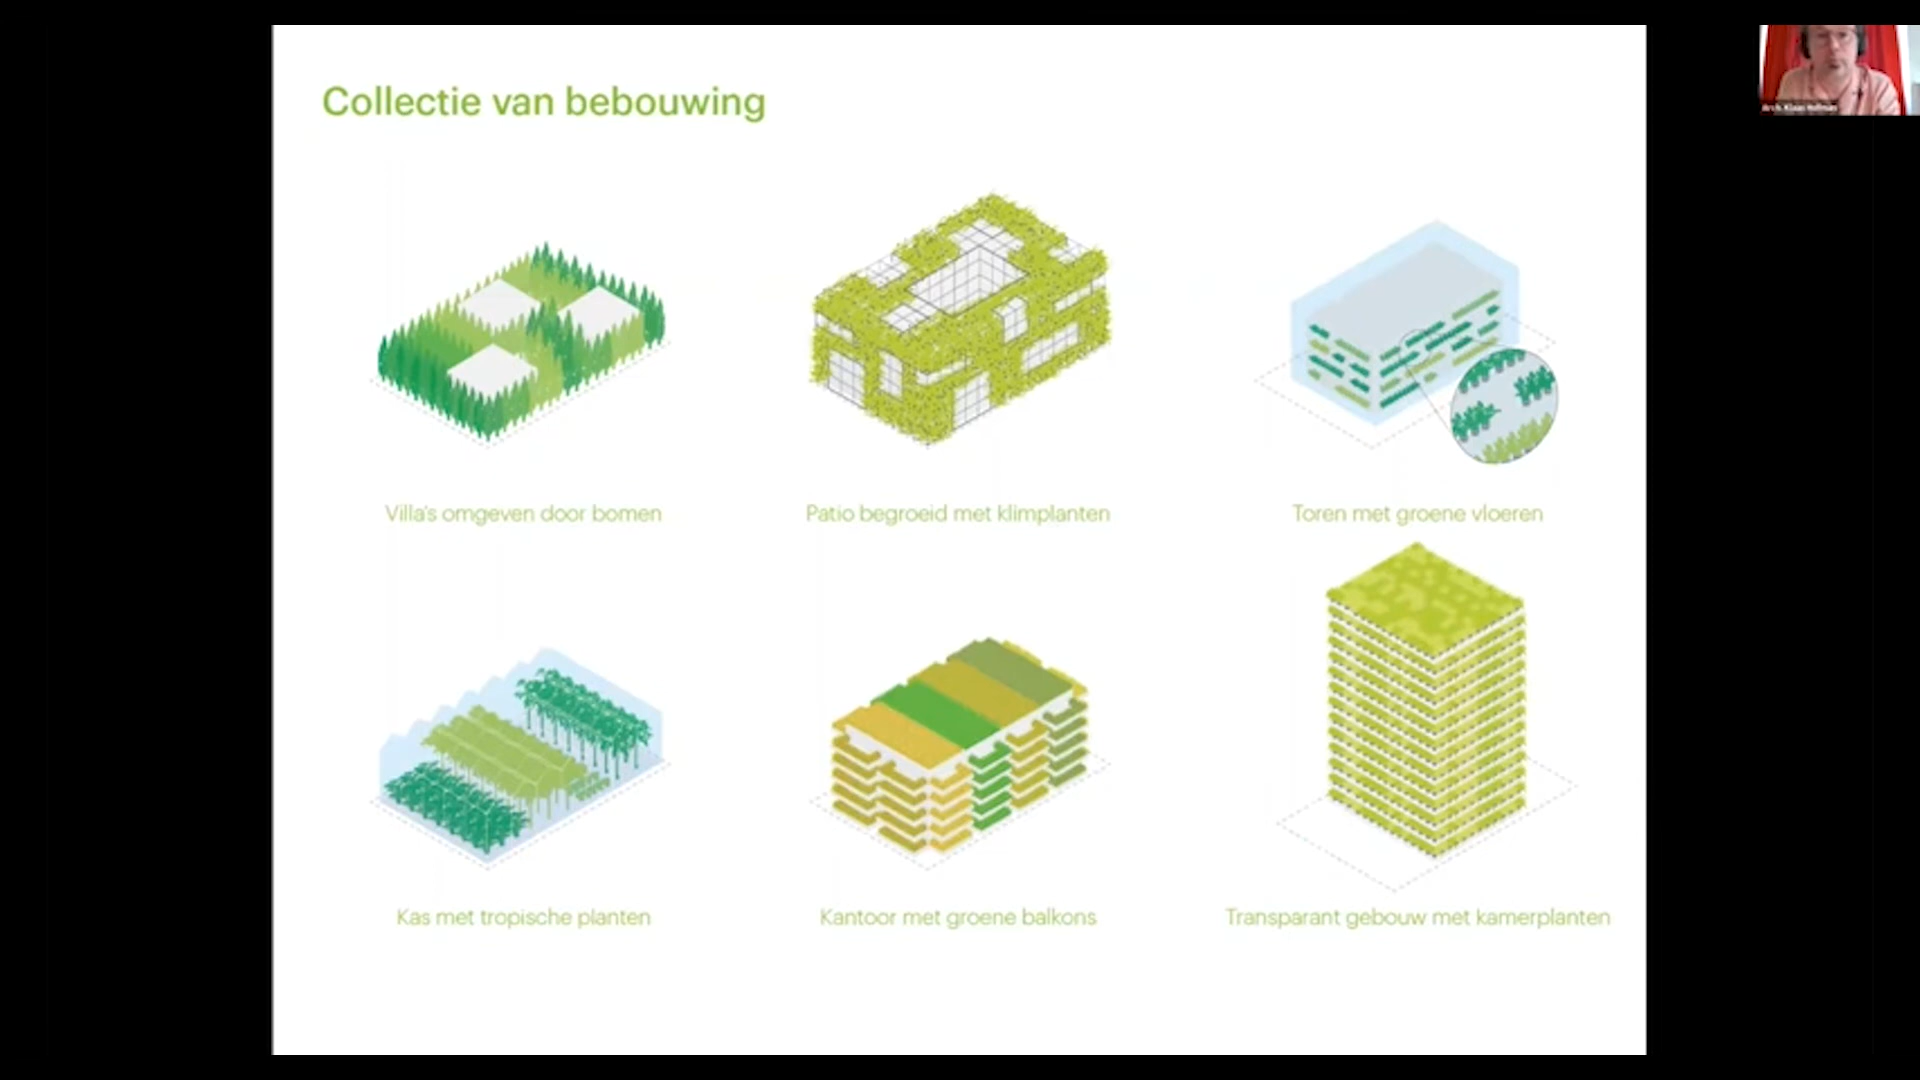 Collectie van bebouwing
Villa's omgeven door bomen
Patio begroeid met klimplanten
Toren met groene vloeren
Kas met tropische planten
Kantoor met groene balkons
Transparant gebouw met kamerplanten